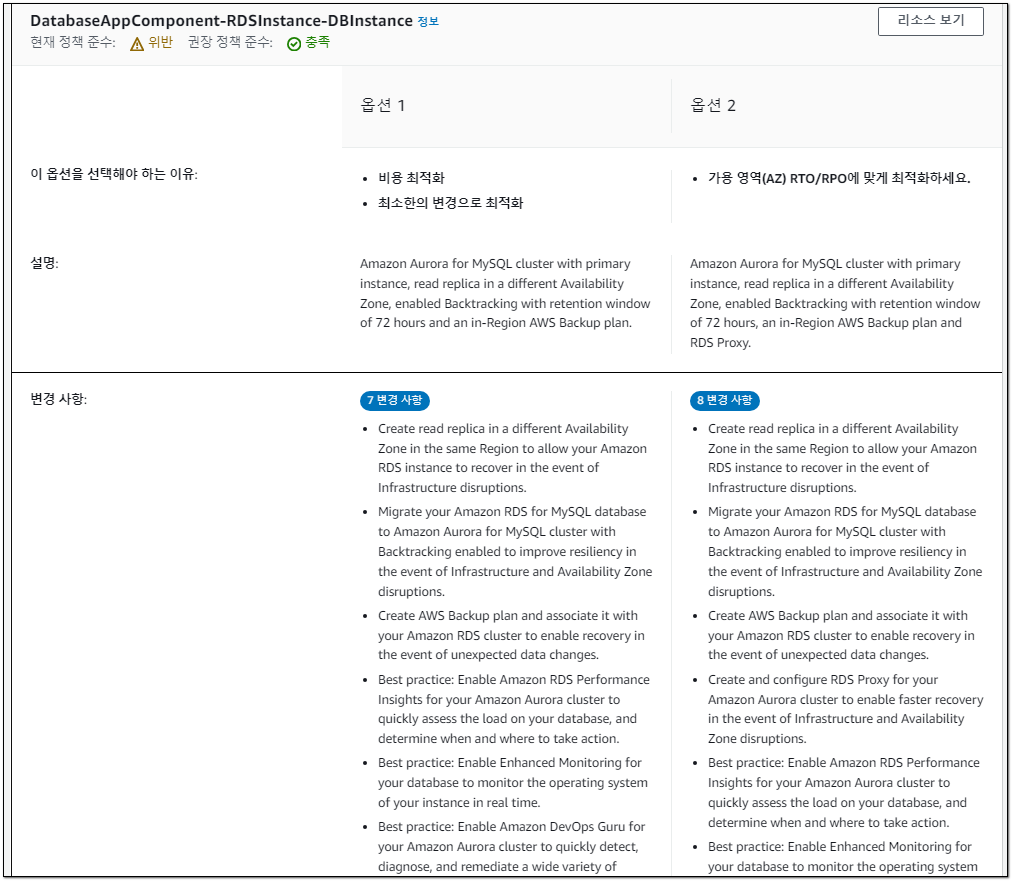 DatabaseAppComponent-RDSInstance-DBInstance 정보
리소스 보기
현재 정책 준수: 위반 권장 정책 준수: 충족
옵션 1
옵션 2
이 옵션을 선택해야 하는 이유:
비용 최적화
최소한의 변경으로 최적화
가용 영역(AZ) RTO/RPO에 맞게 최적화하세요.
설명:
Amazon Aurora for MySQL cluster with primary
instance, read replica in a different Availability
Zone, enabled Backtracking with retention window
of 72 hours and an in-Region AWS Backup plan.
Amazon Aurora for MySQL cluster with primary
instance, read replica in a different Availability
Zone, enabled Backtracking with retention window
of 72 hours, an in-Region AWS Backup plan and
RDS Proxy.
변경 사항:
7 변경 사항
Create read replica in a different Availability
Zone in the same Region to allow your Amazon
RDS instance to recover in the event of
Infrastructure disruptions.
Migrate your Amazon RDS for MySQL database
to Amazon Aurora for MySQL cluster with
Backtracking enabled to improve resiliency in
the event of Infrastructure and Availability Zone
disruptions.
Create AWS Backup plan and associate it with
your Amazon RDS cluster to enable recovery in
the event of unexpected data changes.
Best practice: Enable Amazon RDS Performance
Insights for your Amazon Aurora cluster to
quickly assess the load on your database, and
determine when and where to take action.
Best practice: Enable Enhanced Monitoring for
your database to monitor the operating system
of your instance in real time.
Best practice: Enable Amazon DevOps Guru for
your Amazon Aurora cluster to quickly detect,
diagnose, and remediate a wide variety of
8 변경 사항
Create read replica in a different Availability
Zone in the same Region to allow your Amazon
RDS instance to recover in the event of
Infrastructure disruptions.
Migrate your Amazon RDS for MySQL database
to Amazon Aurora for MySQL cluster with
Backtracking enabled to improve resiliency in
the event of Infrastructure and Availability Zone
disruptions.
Create AWS Backup plan and associate it with
your Amazon RDS cluster to enable recovery in
the event of unexpected data changes.
Create and configure RDS Proxy for your
Amazon Aurora cluster to enable faster recovery
in the event of Infrastructure and Availability
Zone disruptions.
Best practice: Enable Amazon RDS Performance
Insights for your Amazon Aurora cluster to
quickly assess the load on your database, and
determine when and where to take action.
Best practice: Enable Enhanced Monitoring for
your database to monitor the operating system